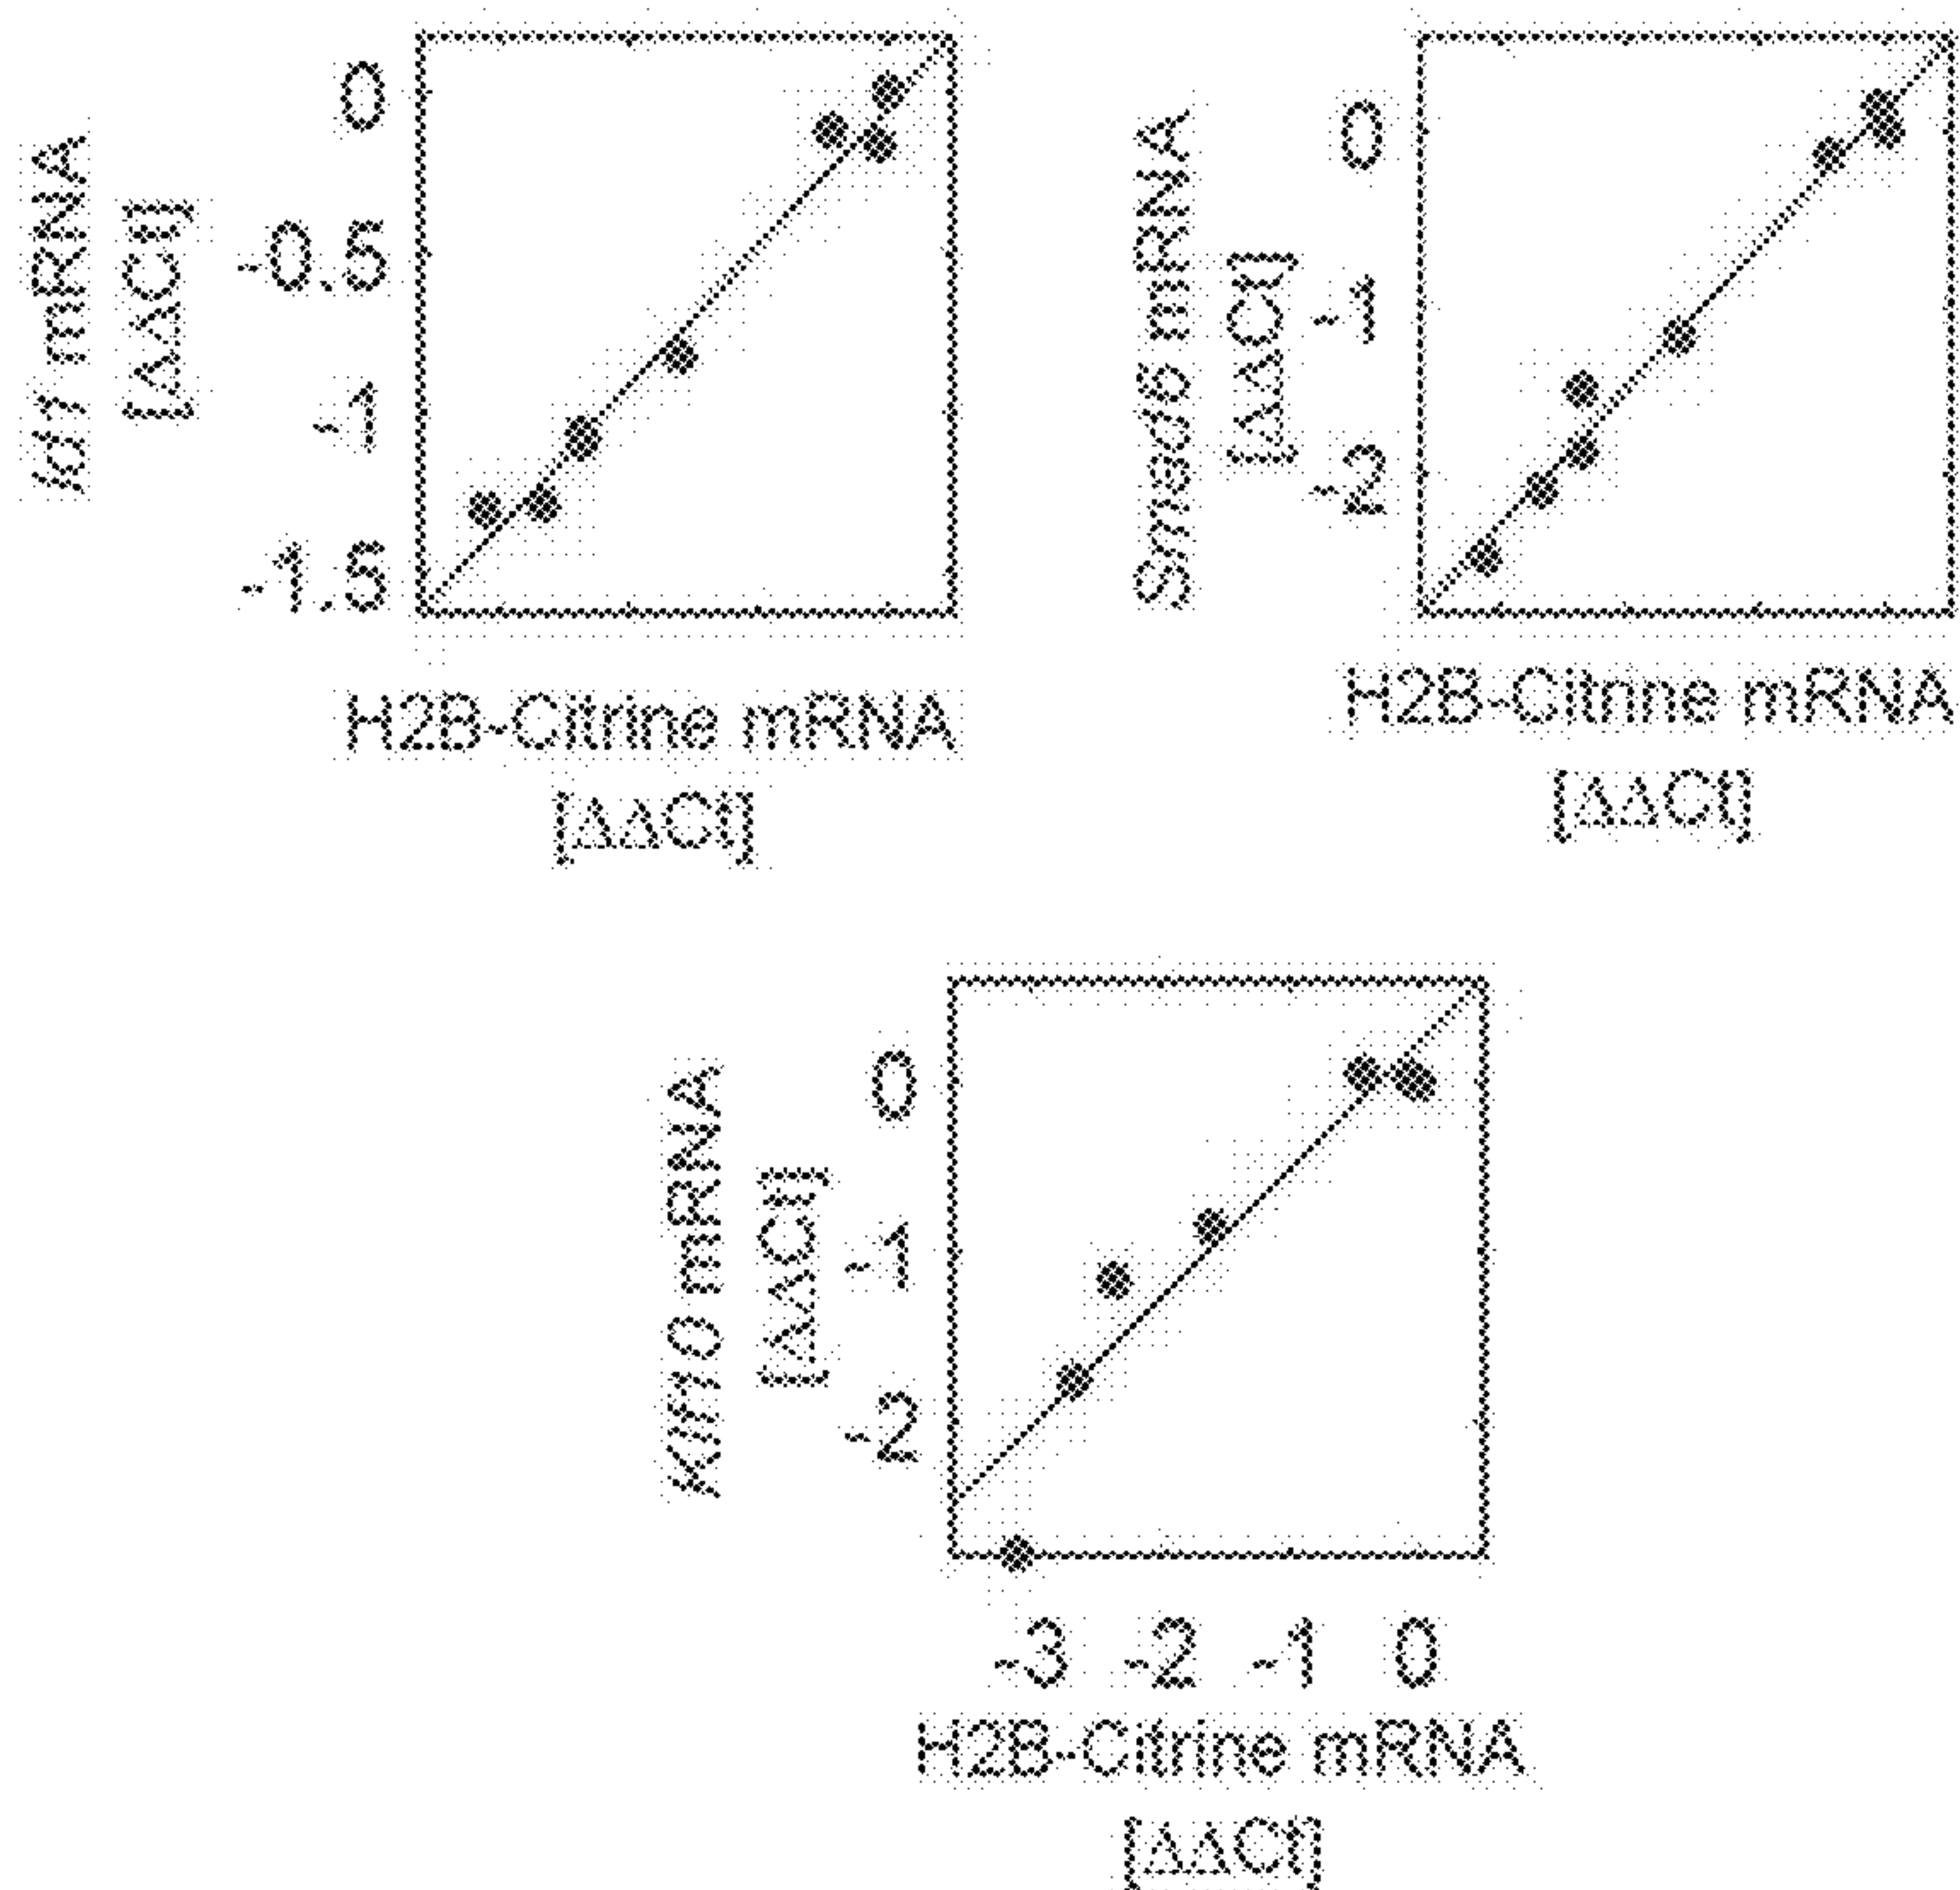 Id1 mRNA
[ΔΔCt]
0
-0.5
-1
-1.5
H2B-Citrine mRNA
[ΔΔCt]
Smad6 mRNA
[ΔΔCt]
0
-1
-2
H2B-Citrine mRNA
[ΔΔCt]
mRNA
[ΔΔCt]
0
-1
-2
-3 -2 -1 0
H2B-Citrine mRNA
[ΔΔCt]